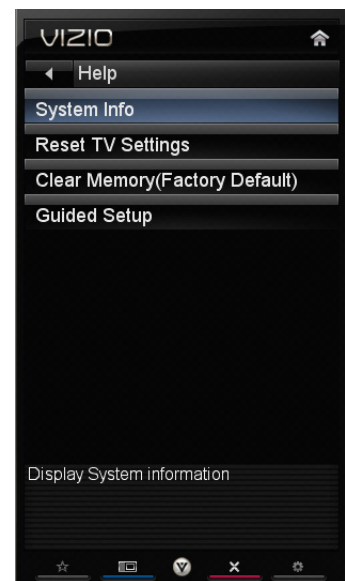 VIZIO
Help
System Info
Reset TV Settings
Clear Memory(Factory Default)
Guided Setup
Display System information